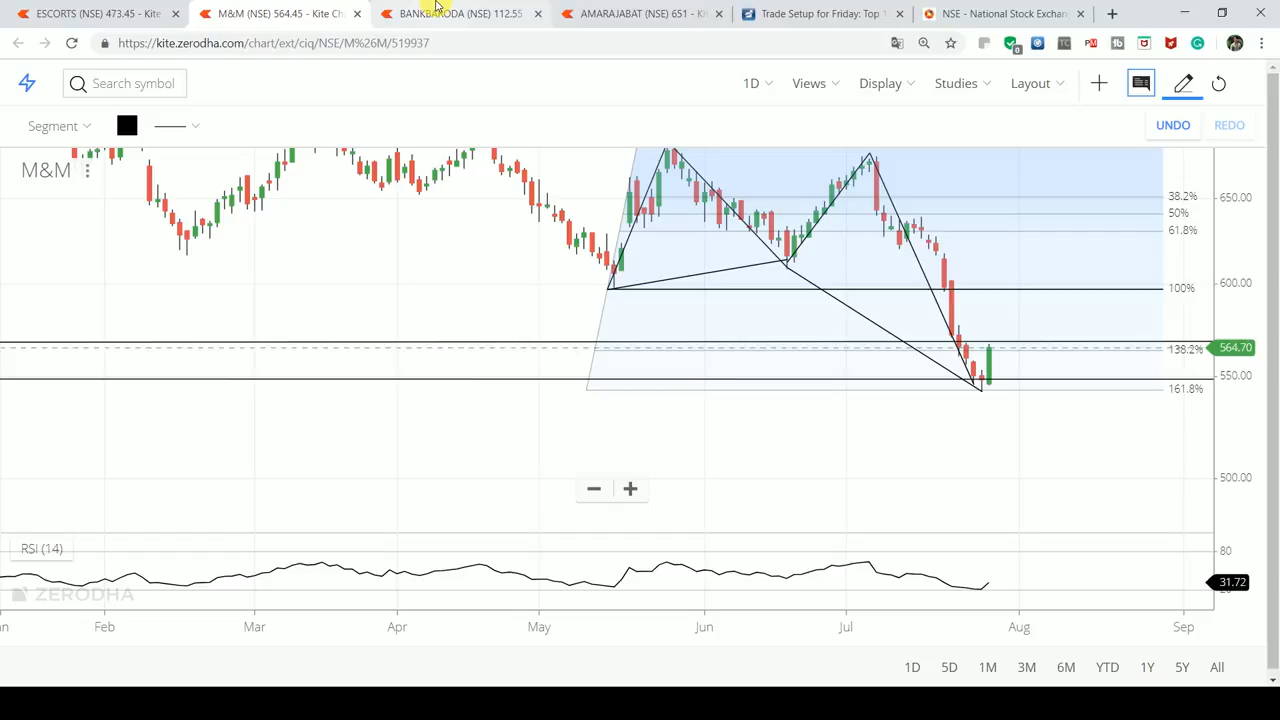 ESCORTS (NSE) 473.45 - Kite
M&M (NSE) 564.45 - Kite Ch
BANKBARODA (NSE) 112.55
AMARAJABAT (NSE) 651 - K
Trade Setup for Friday: Top
NSE - National Stock Exchan
https://kite.zerodha.com/chart/ext/ciq/NSE/M%26M/519937
Search symbol
1D Views Display Studies Layout
Segment
UNDO REDO
M&M
38.2%
650.00
50%
61.8%
600.00
100%
564.70
138.2%
550.00
161.8%
500.00
RSI (14)
80
31.72
ZERODHA
Feb Mar Apr May Jun Jul Aug Sep
1D 5D 1M 3M 6M YTD 1Y 5Y All